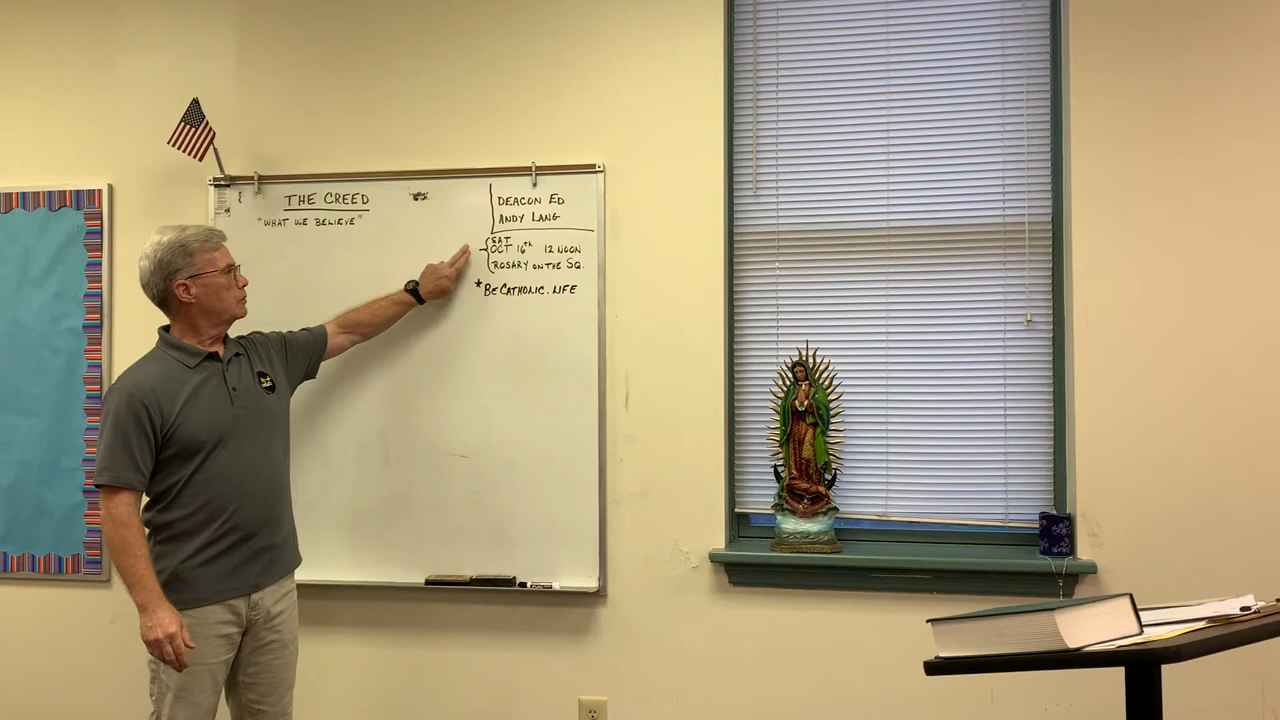 THE CREED
"WHAT WE BELIEVE"
DEACON ED
ANDY LANG
SAT
OCT 16th 12 NOON
ROSARY ON THE SQ.
* BECATHOLIC.LIFE